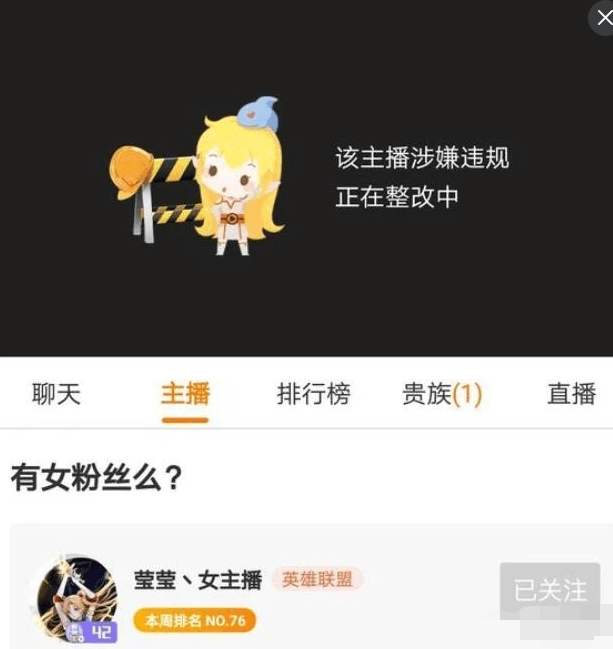 该主播涉嫌违规
正在整改中
聊天 主播 排行榜 贵族(1) 直播
有女粉丝么？
莹莹丶女主播 英雄联盟
已关注
42 本周排名 NO.76